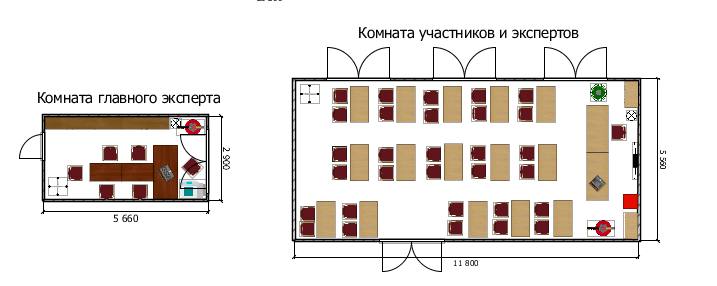 Комната участников и экспертов
Комната главного эксперта
2 900
5 660
5 560
11 800